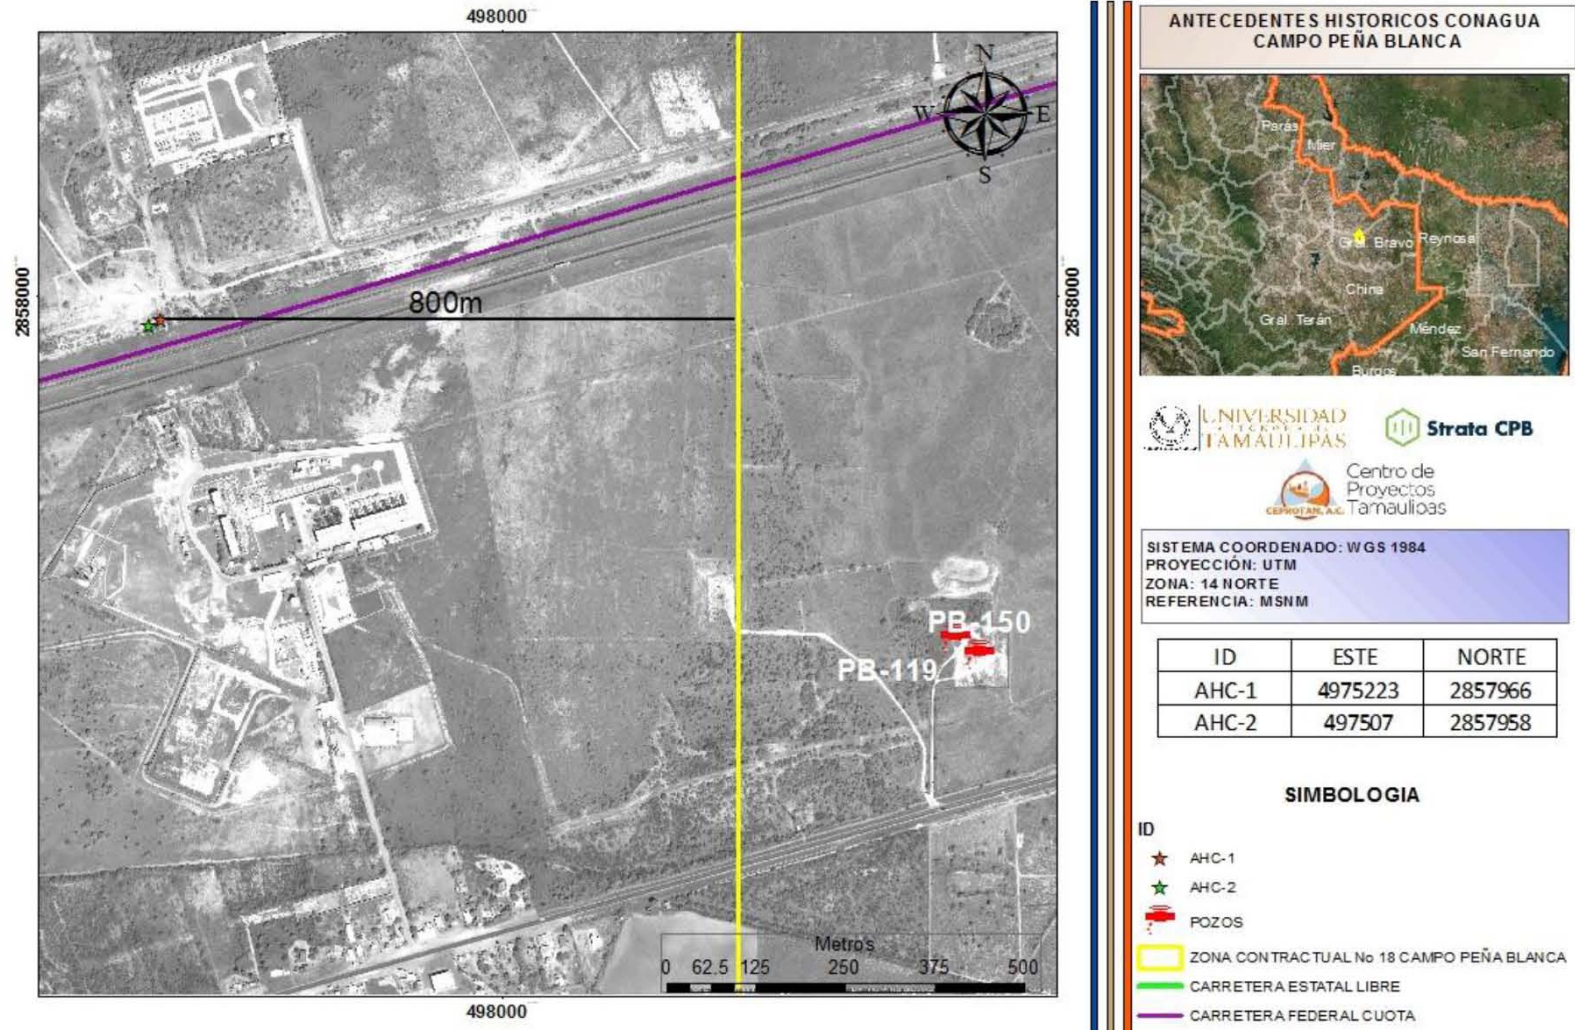 498000
N
W
E
S
2858000
2858000
800m
PB-150
PB-119
Metros
0 62.5 125 250 375 500
498000
ANTECEDENTES HISTORICOS CONAGUA
CAMPO PEÑA BLANCA
Parás
Mier
Gral. Bravo
Reynosa
China
Gral. Terán
Méndez
San Fernando
Burgos
UNIVERSIDAD
TAMAULIPAS
Strata CPB
CEPROTAM, A.C.
Centro de
Proyectos
Tamaulipas
SISTEMA COORDENADO: WGS 1984
PROYECCIÓN: UTM
ZONA: 14 NORTE
REFERENCIA: MSNM
ID ESTE NORTE
AHC-1 4975223 2857966
AHC-2 497507 2857958
SIMBOLOGIA
ID
AHC-1
AHC-2
POZOS
ZONA CONTRACTUAL No 18 CAMPO PEÑA BLANCA
CARRETERA ESTATAL LIBRE
CARRETERA FEDERAL CUOTA